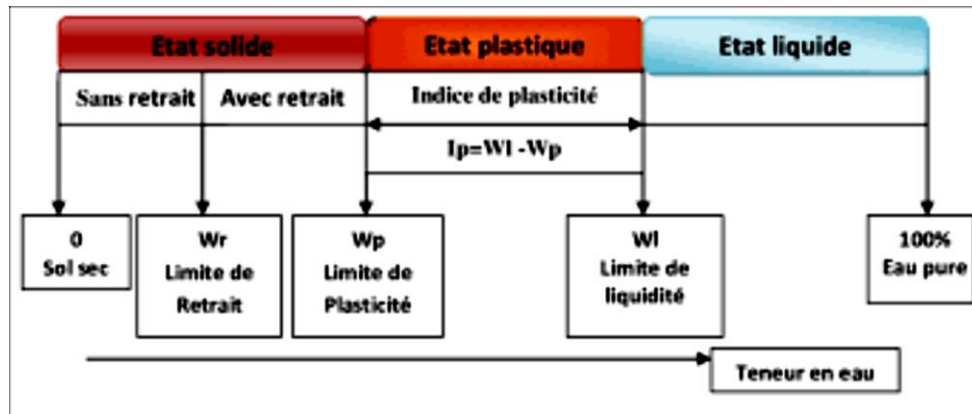 Etat solide
Etat plastique
Etat liquide
Sans retrait
Avec retrait
Indice de plasticité
Ip=Wl -Wp
0
Sol sec
Wr
Limite de
Retrait
Wp
Limite de
Plasticité
Wl
Limite de
liquidité
100%
Eau pure
Teneur en eau